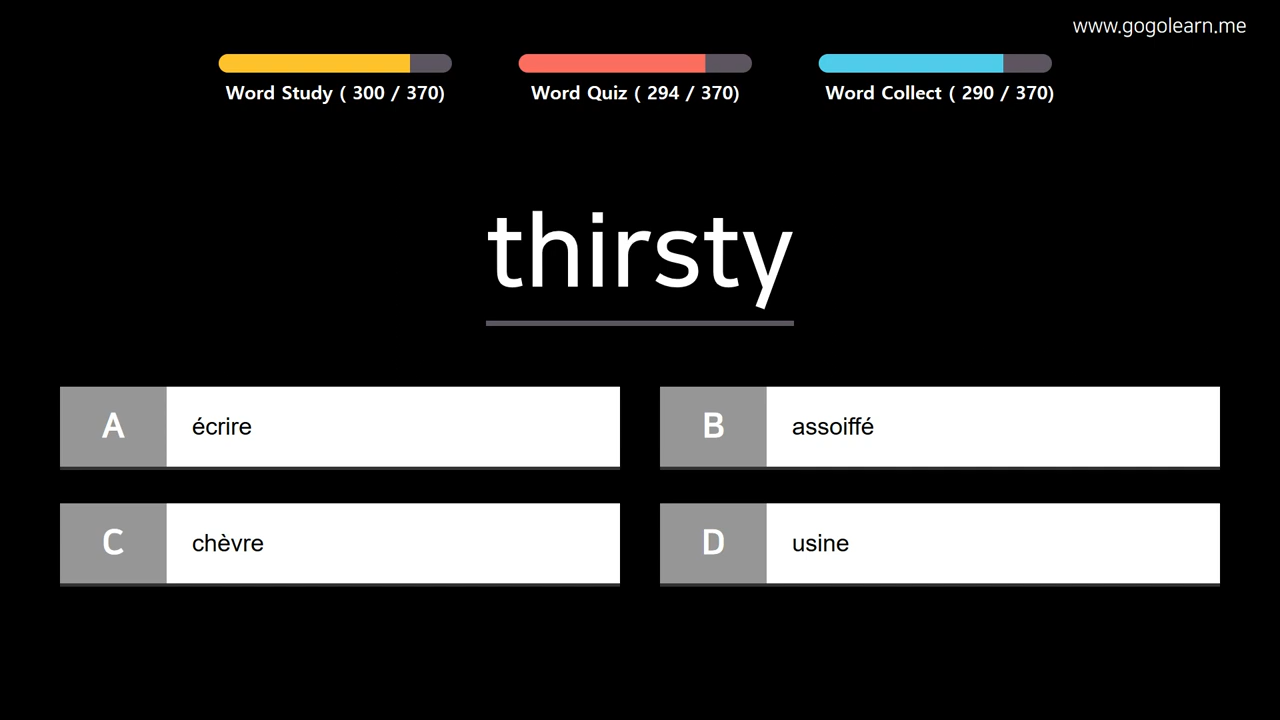 www.gogolearn.me
Word Study ( 300 / 370)
Word Quiz ( 294 / 370)
Word Collect ( 290 / 370)
thirsty
A écrire
B assoiffé
C chèvre
D usine